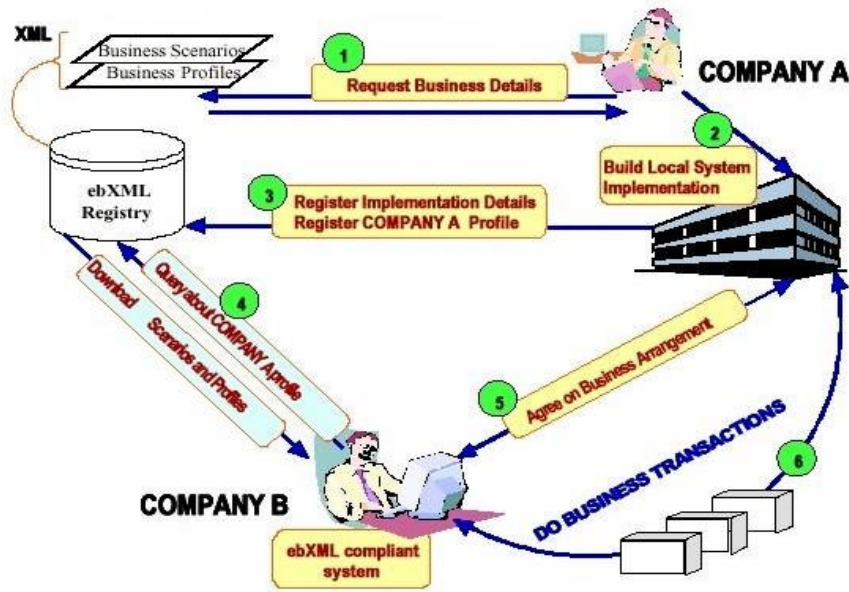 XML
Business Scenarios
Business Profiles
1
Request Business Details
COMPANY A
2
Build Local System
Implementation
ebXML
Registry
3
Register Implementation Details
Register COMPANY A Profile
4
Query about COMPANY A profile
Download Scenarios and Profiles
5
Agree on Business Arrangement
6
DO BUSINESS TRANSACTIONS
COMPANY B
ebXML compliant
system